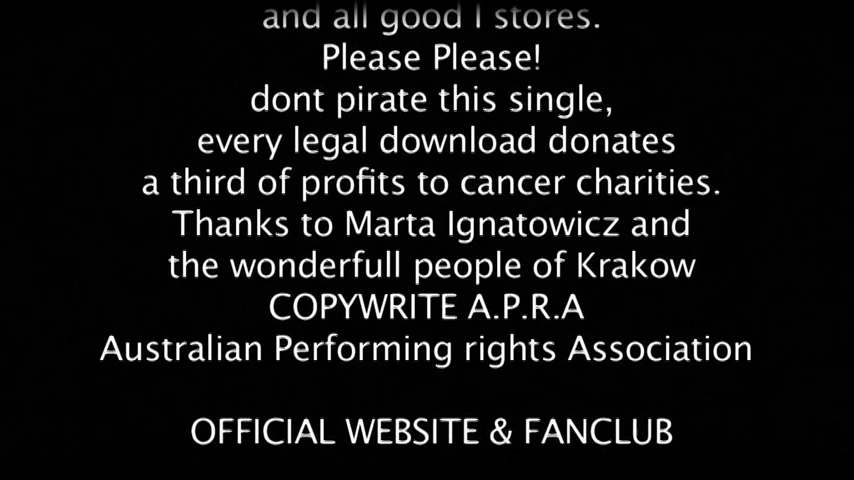 and all good I stores.
Please Please!
dont pirate this single,
every legal download donates
a third of profits to cancer charities.
Thanks to Marta Ignatowicz and
the wonderfull people of Krakow
COPYWRITE A.P.R.A
Australian Performing rights Association
OFFICIAL WEBSITE & FANCLUB